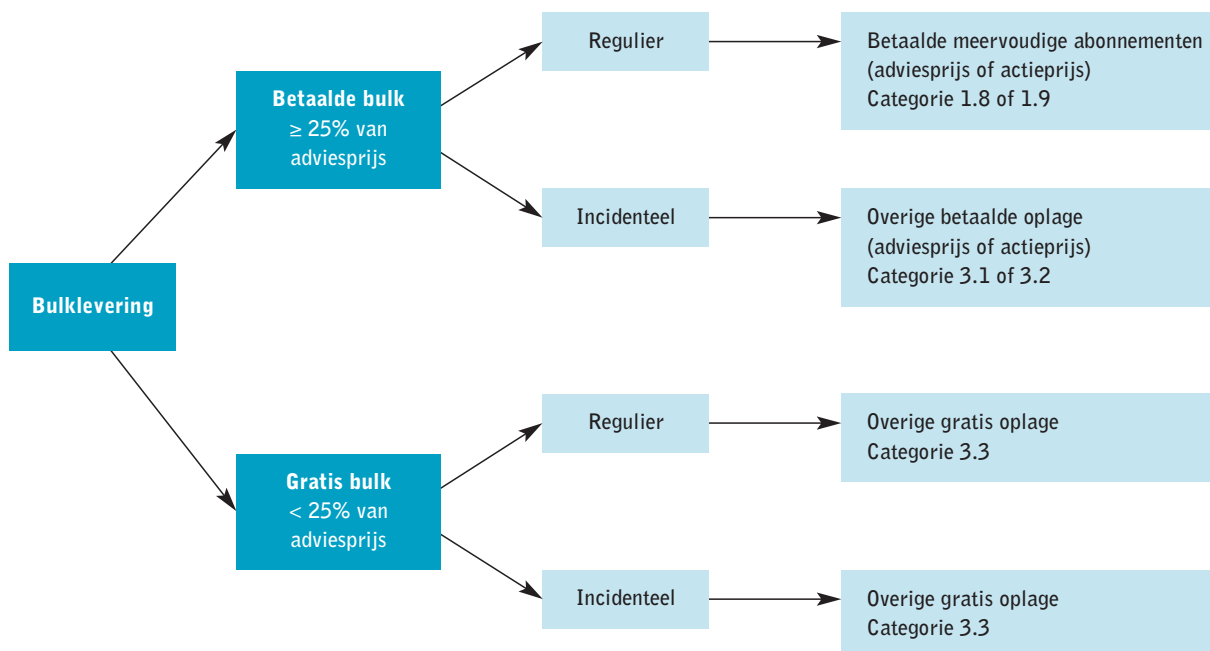 Bulklevering
Betaalde bulk
≥ 25% van
adviesprijs
Regulier
Betaalde meervoudige abonnementen
(adviesprijs of actieprijs)
Categorie 1.8 of 1.9
Incidenteel
Overige betaalde oplage
(adviesprijs of actieprijs)
Categorie 3.1 of 3.2
Gratis bulk
< 25% van
adviesprijs
Regulier
Overige gratis oplage
Categorie 3.3
Incidenteel
Overige gratis oplage
Categorie 3.3